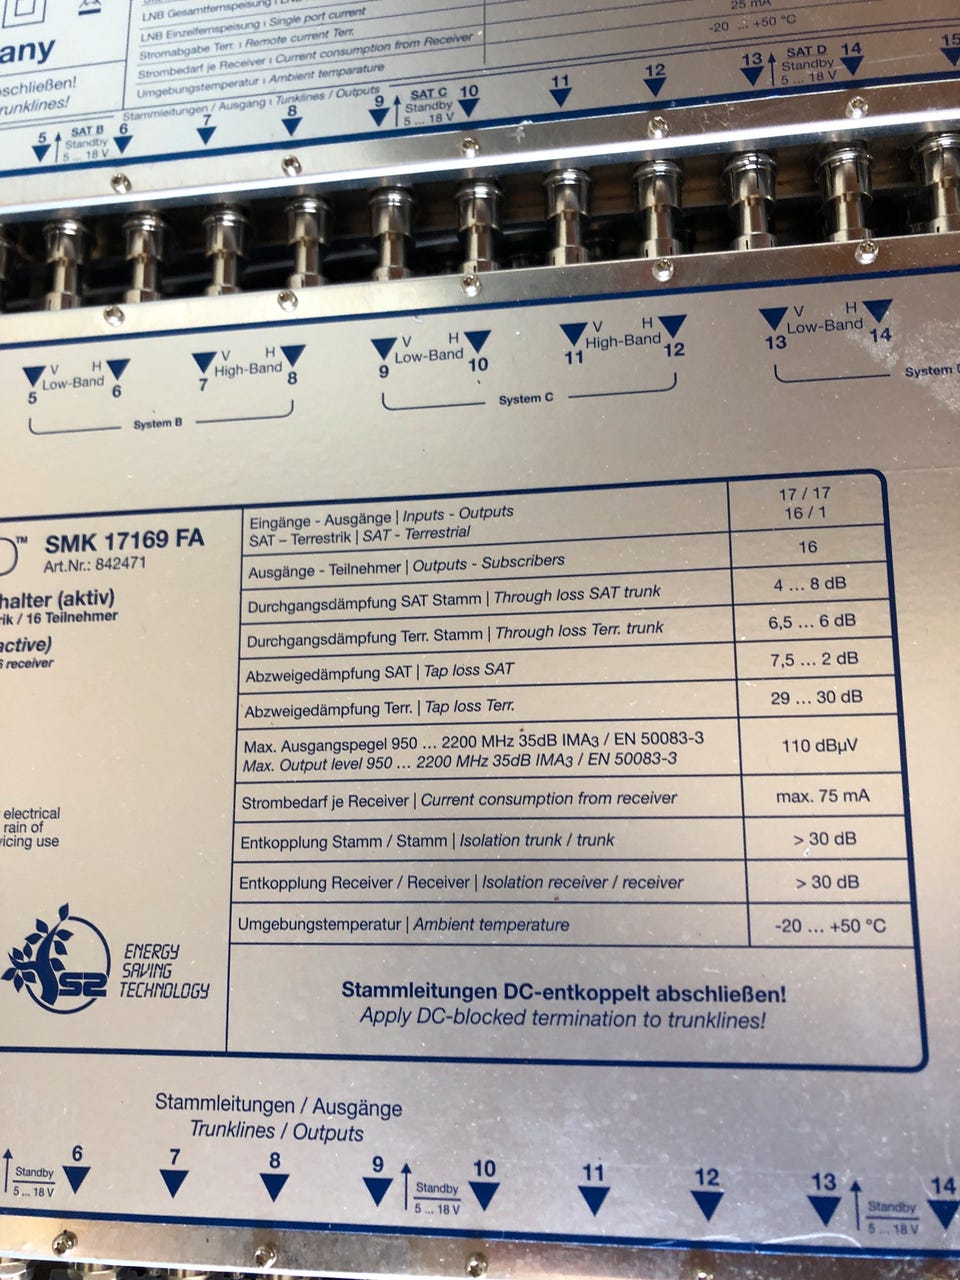 any
LNB Gesamtfernspeisung
LNB Einzelfernspeisung | Single port current
Stromabgabe Terr. | Remote current Terr.
25 mA
Strombedarf je Receiver | Current consumption from Receiver
Umgebungstemperatur | Ambient temparature
-20 ... +50 °C
unklines!
Stammleitungen / Ausgang | Tunklines / Outputs
5 SAT B 6 7 8 9 SAT C 10 11 12 13 SAT D 14 15
Standby Standby Standby
5 ... 18 V 5 ... 18 V 5 ... 18 V
V H V H V H V H V H
Low-Band High-Band Low-Band High-Band Low-Band
5 6 7 8 9 10 11 12 13 14
System B System C System
SMK 17169 FA
Art.Nr.: 842471
halter (aktiv)
rik / 16 Teilnehmer
active)
receiver
Eingänge - Ausgänge | Inputs - Outputs 17 / 17
SAT – Terrestrik | SAT - Terrestrial 16 / 1
Ausgänge - Teilnehmer | Outputs - Subscribers 16
Durchgangsdämpfung SAT Stamm | Through loss SAT trunk 4 ... 8 dB
Durchgangsdämpfung Terr. Stamm | Through loss Terr. trunk 6,5 ... 6 dB
Abzweigedämpfung SAT | Tap loss SAT 7,5 ... 2 dB
Abzweigedämpfung Terr. | Tap loss Terr. 29 ... 30 dB
Max. Ausgangspegel 950 ... 2200 MHz 35dB IMA3 / EN 50083-3 110 dBµV
Max. Output level 950 ... 2200 MHz 35dB IMA3 / EN 50083-3
Strombedarf je Receiver | Current consumption from receiver max. 75 mA
Entkopplung Stamm / Stamm | Isolation trunk / trunk > 30 dB
Entkopplung Receiver / Receiver | Isolation receiver / receiver > 30 dB
Umgebungstemperatur | Ambient temperature -20 ... +50 °C
electrical
rain of
vicing use
S2
ENERGY
SAVING
TECHNOLOGY
Stammleitungen DC-entkoppelt abschließen!
Apply DC-blocked termination to trunklines!
Stammleitungen / Ausgänge
Trunklines / Outputs
6 7 8 9 10 11 12 13 14
Standby Standby Standby
5 ... 18 V 5 ... 18 V 5 ... 18 V